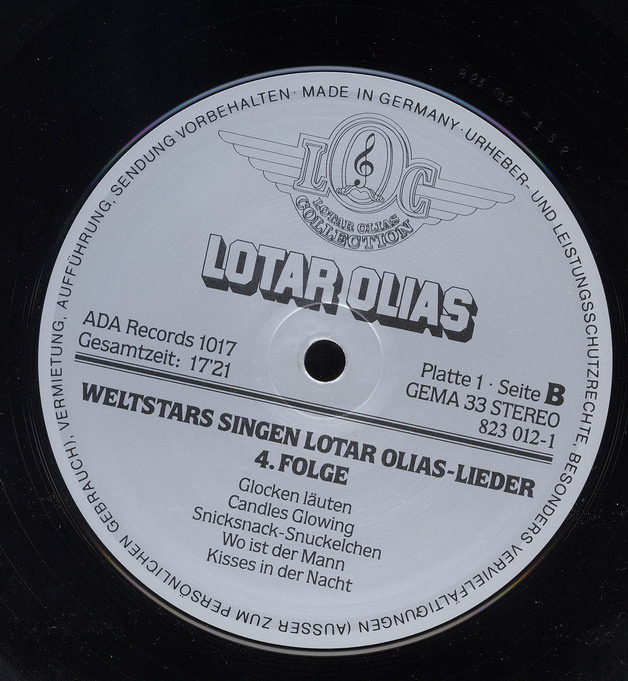 MADE IN GERMANY · URHEBER- UND LEISTUNGSSCHUTZRECHTE, BESONDERS VERVIELFÄLTIGUNGEN (AUSSER ZUM PERSÖNLICHEN GEBRAUCH), VERMIETUNG, AUFFÜHRUNG, SENDUNG VORBEHALTEN ·
LOC
LOTAR OLIAS
COLLECTION
LOTAR OLIAS
ADA Records 1017
Gesamtzeit: 17'21
Platte 1 · Seite B
GEMA 33 STEREO
823 012-1
WELTSTARS SINGEN LOTAR OLIAS-LIEDER
4. FOLGE
Glocken läuten
Candles Glowing
Snicksnack-Snuckelchen
Wo ist der Mann
Kisses in der Nacht